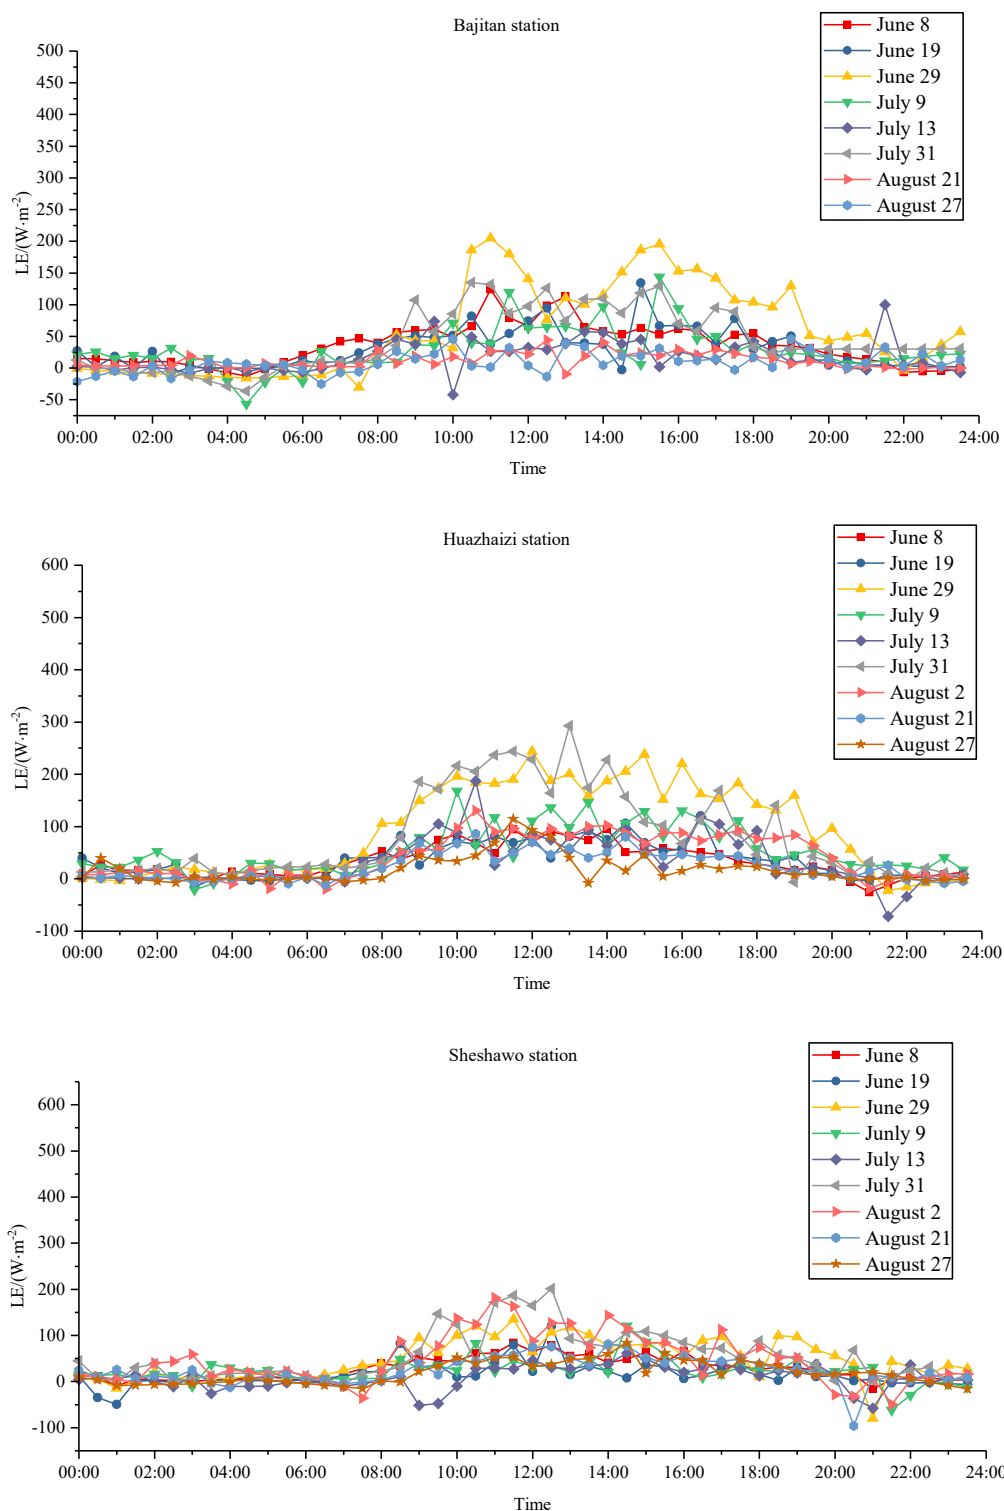 Bajitan station
June 8
June 19
June 29
July 9
July 13
July 31
August 21
August 27
LE/(W·m⁻²)
500
450
400
350
300
250
200
150
100
50
0
-50
00:00 02:00 04:00 06:00 08:00 10:00 12:00 14:00 16:00 18:00 20:00 22:00 24:00
Time
Huazhaizi station
June 8
June 19
June 29
July 9
July 13
July 31
August 2
August 21
August 27
LE/(W·m⁻²)
600
500
400
300
200
100
0
-100
00:00 02:00 04:00 06:00 08:00 10:00 12:00 14:00 16:00 18:00 20:00 22:00 24:00
Time
Sheshawo station
June 8
June 19
June 29
Junly 9
July 13
July 31
August 2
August 21
August 27
LE/(W·m⁻²)
600
500
400
300
200
100
0
-100
00:00 02:00 04:00 06:00 08:00 10:00 12:00 14:00 16:00 18:00 20:00 22:00 24:00
Time